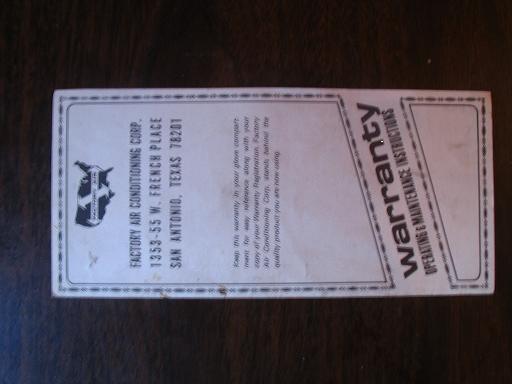 warranty
OPERATING & MAINTENANCE INSTRUCTIONS
Keep this warranty in your glove compart-
ment for easy reference along with your
copy of your Warranty Registration. Factory
Air Conditioning Corp. stands behind the
quality product you are now using.
FACTORY AIR CONDITIONING CORP.
1353-55 W. FRENCH PLACE
SAN ANTONIO, TEXAS 78201